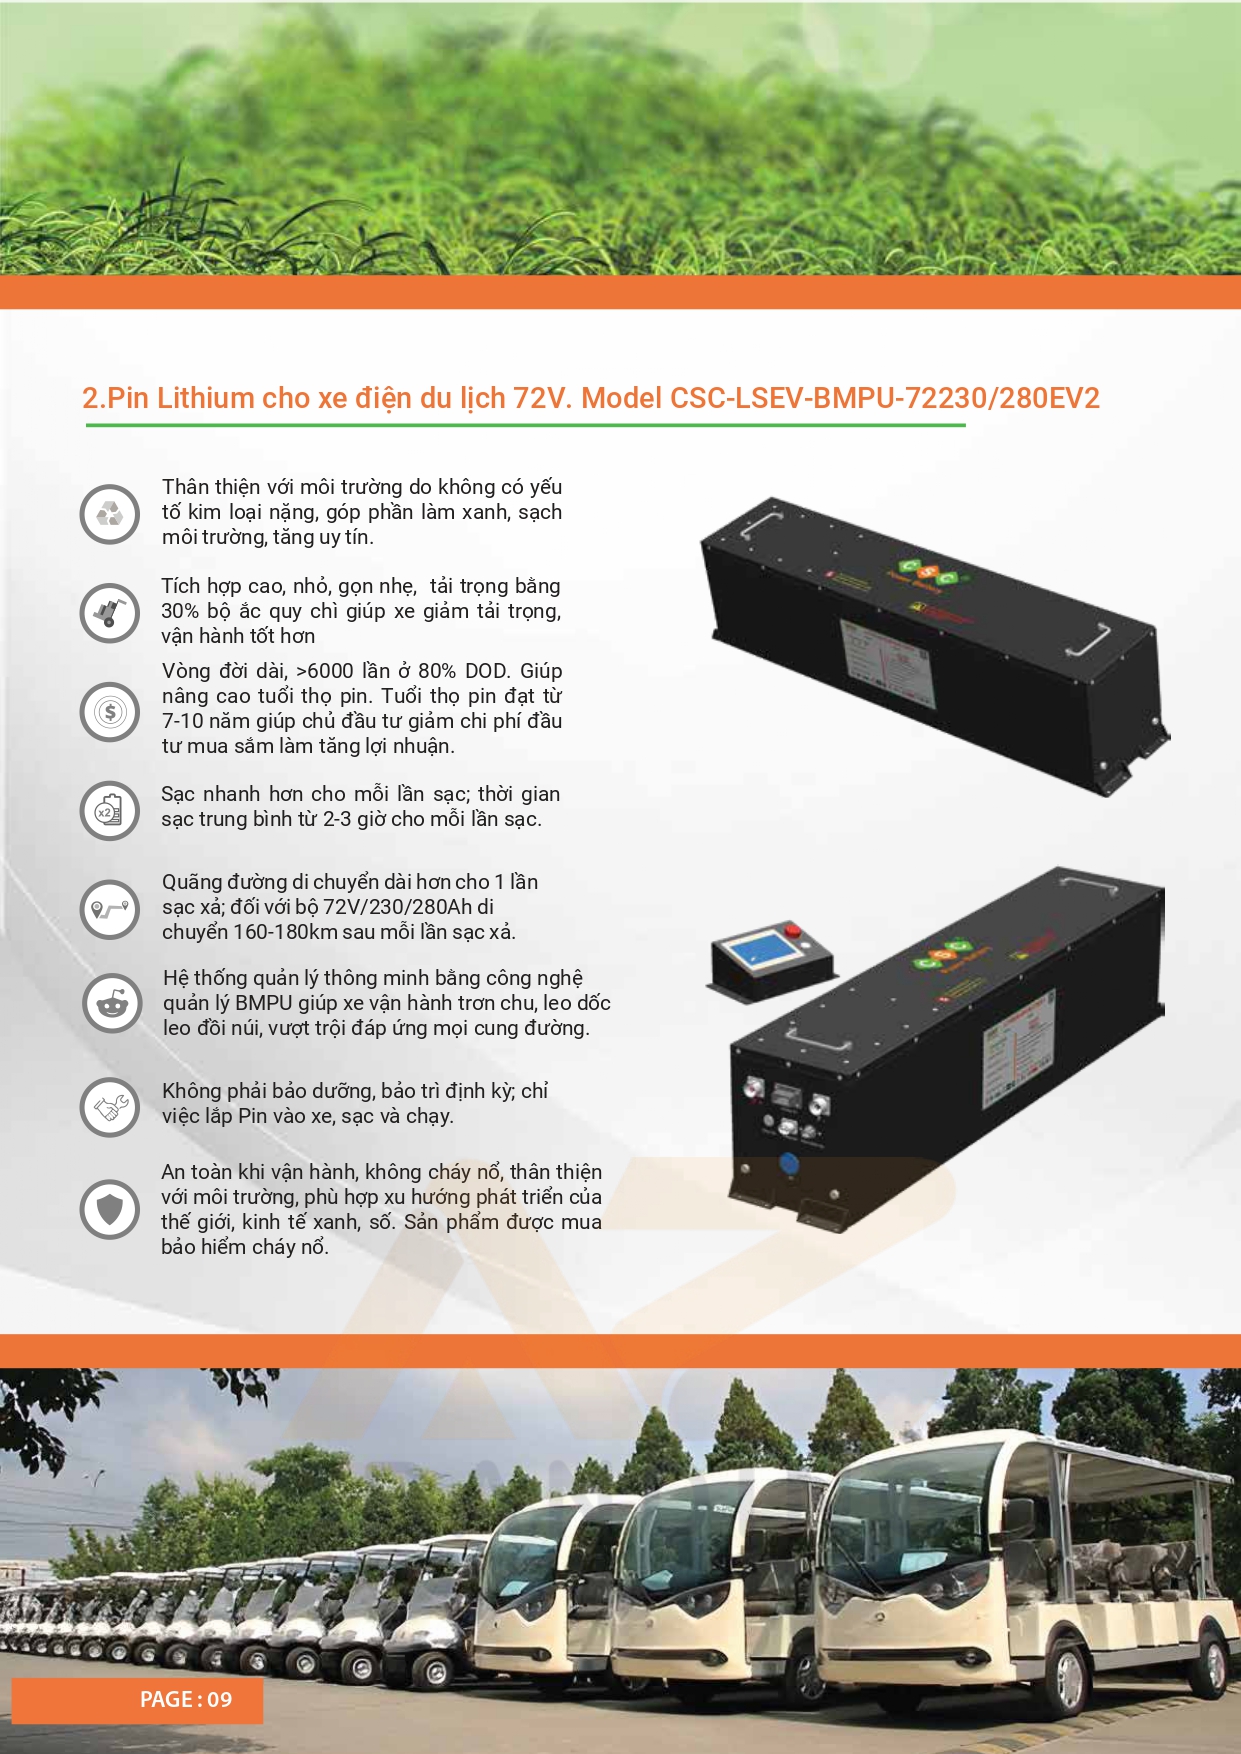 2.Pin Lithium cho xe điện du lịch 72V. Model CSC-LSEV-BMPU-72230/280EV2
Thân thiện với môi trường do không có yếu
tố kim loại nặng, góp phần làm xanh, sạch
môi trường, tăng uy tín.
Tích hợp cao, nhỏ, gọn nhẹ, tải trọng bằng
30% bộ ắc quy chì giúp xe giảm tải trọng,
vận hành tốt hơn
Vòng đời dài, >6000 lần ở 80% DOD. Giúp
nâng cao tuổi thọ pin. Tuổi thọ pin đạt từ
7-10 năm giúp chủ đầu tư giảm chi phí đầu
tư mua sắm làm tăng lợi nhuận.
x2
Sạc nhanh hơn cho mỗi lần sạc; thời gian
sạc trung bình từ 2-3 giờ cho mỗi lần sạc.
Quãng đường di chuyển dài hơn cho 1 lần
sạc xả; đối với bộ 72V/230/280Ah di
chuyển 160-180km sau mỗi lần sạc xả.
Hệ thống quản lý thông minh bằng công nghệ
quản lý BMPU giúp xe vận hành trơn chu, leo dốc
leo đồi núi, vượt trội đáp ứng mọi cung đường.
Không phải bảo dưỡng, bảo trì định kỳ; chỉ
việc lắp Pin vào xe, sạc và chạy.
An toàn khi vận hành, không cháy nổ, thân thiện
với môi trường, phù hợp xu hướng phát triển của
thế giới, kinh tế xanh, số. Sản phẩm được mua
bảo hiểm cháy nổ.
CSC
Power Battery
CSC
Power Battery
PAGE : 09